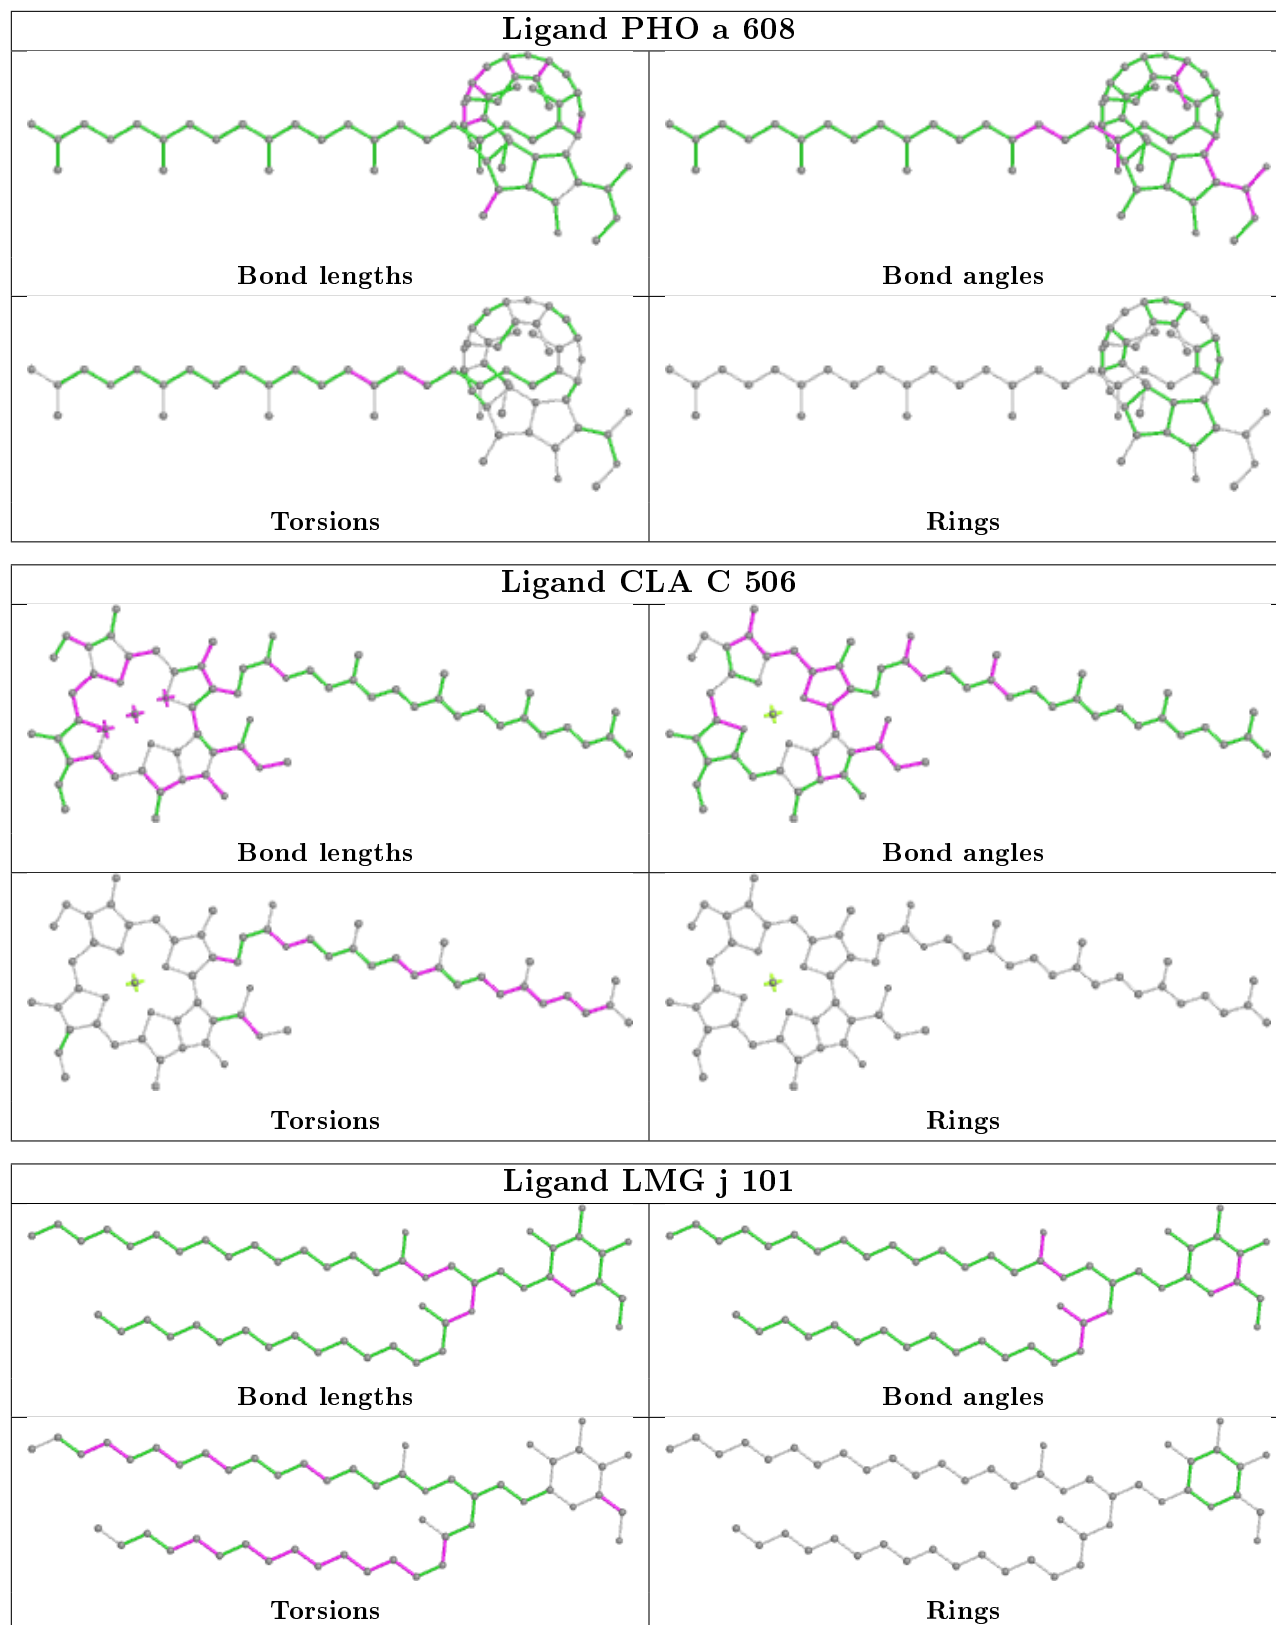 Ligand PHO a 608
Bond lengths
Bond angles
Torsions
Rings
Ligand CLA C 506
Bond lengths
Bond angles
Torsions
Rings
Ligand LMG j 101
Bond lengths
Bond angles
Torsions
Rings